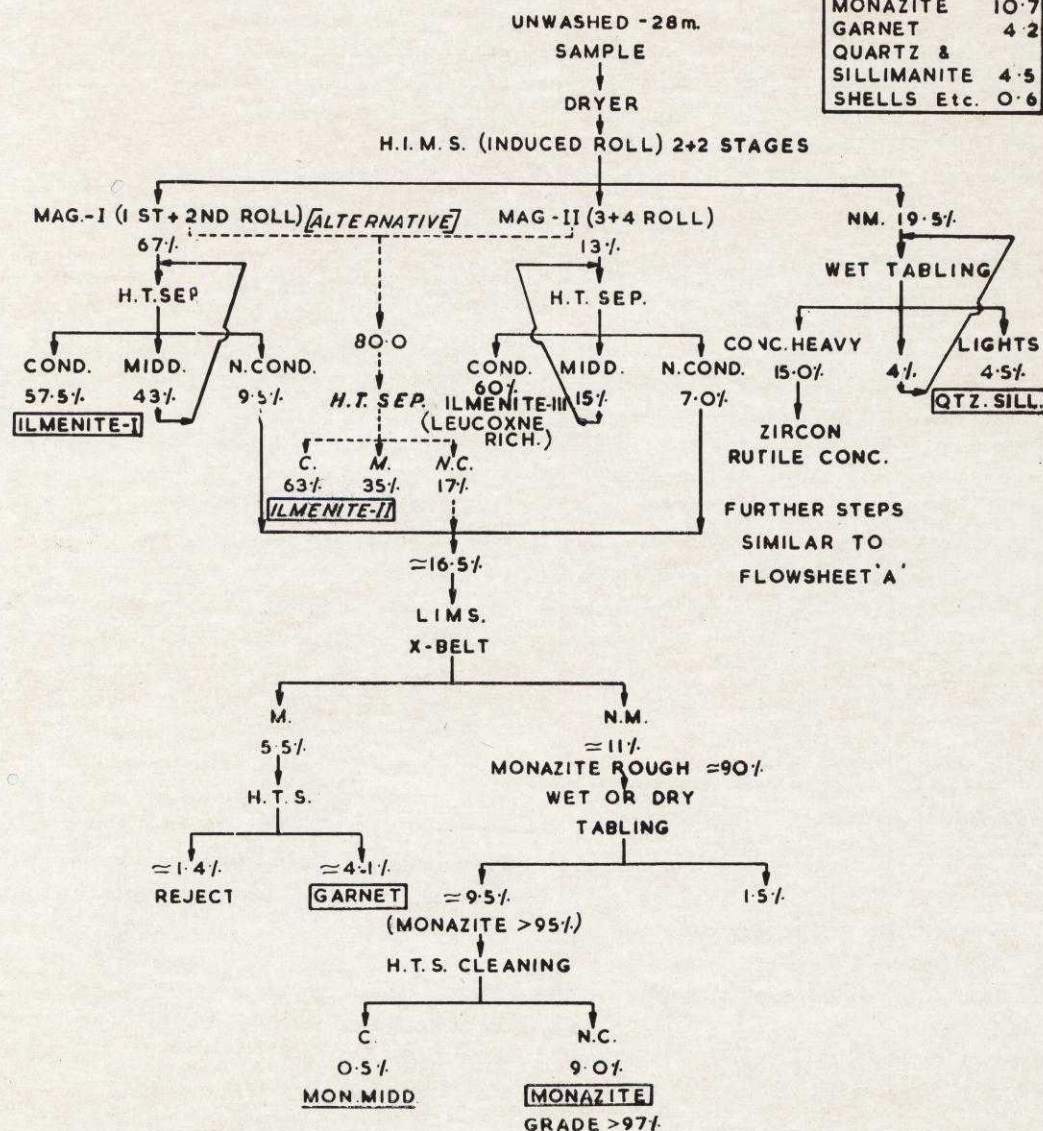 MONAZITE 10·7
GARNET 4·2
QUARTZ &
SILLIMANITE 4·5
SHELLS Etc. 0·6
UNWASHED -28m.
SAMPLE
DRYER
H.I.M.S. (INDUCED ROLL) 2+2 STAGES
MAG.-I (1 ST + 2ND ROLL)
67%
[ALTERNATIVE]
MAG-II (3+4 ROLL)
13%
NM. 19·5%
H.T.SEP
COND. MIDD. N.COND.
57·5% 43% 9·5%
ILMENITE-I
80·0
H.T. SEP.
C. M. N.C.
63% 35% 17%
ILMENITE-II
H.T. SEP.
COND. MIDD. N.COND.
60% 15% 7·0%
ILMENITE-III
(LEUCOXNE
RICH.)
WET TABLING
CONC.HEAVY LIGHTS
15·0% 4% 4·5%
QTZ. SILL.
ZIRCON
RUTILE CONC.
FURTHER STEPS
SIMILAR TO
FLOWSHEET 'A'
≃16·5%
LIMS.
X-BELT
M. N.M.
5·5% ≃11%
MONAZITE ROUGH ≃90%
H.T.S. WET OR DRY
TABLING
≃1·4% ≃4·1% ≃9·5% 1·5%
REJECT GARNET
(MONAZITE >95%)
H.T.S. CLEANING
C. N.C.
0·5% 9·0%
MON.MIDD. MONAZITE
GRADE >97%